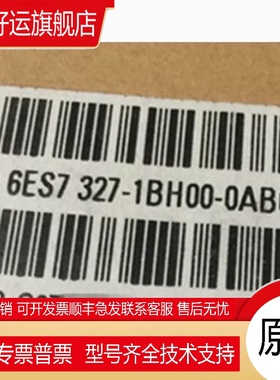 好运旗舰店
6ES7 327-1BH00-0AB
销 可开发票顺丰急发联系客服 售后无忧
专票普票 型号齐全技术支持
原